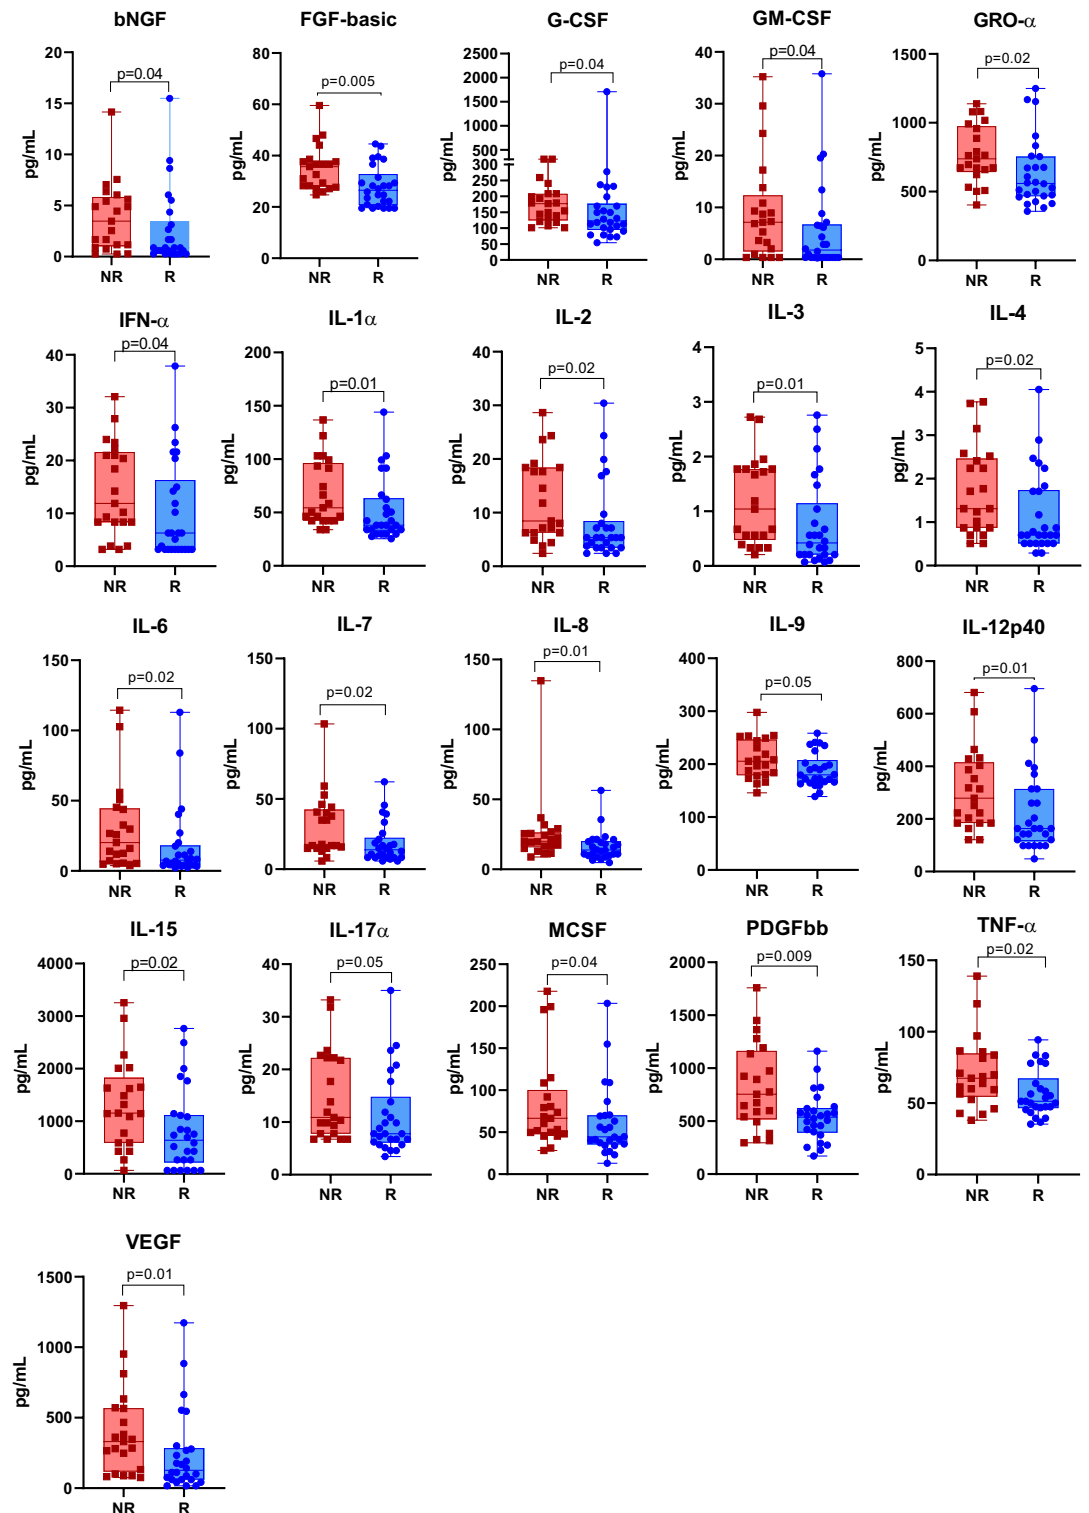 bNGF
FGF-basic
G-CSF
GM-CSF
GRO-α
20
15
10
5
0
pg/mL
p=0.04
NR
R
80
60
40
20
0
pg/mL
p=0.005
NR
R
2500
2000
1500
1000
500
300
250
200
150
100
50
0
pg/mL
p=0.04
NR
R
40
30
20
10
0
pg/mL
p=0.04
NR
R
1500
1000
500
0
pg/mL
p=0.02
NR
R
IFN-α
IL-1α
IL-2
IL-3
IL-4
40
30
20
10
0
pg/mL
p=0.04
NR
R
200
150
100
50
0
pg/mL
p=0.01
NR
R
40
30
20
10
0
pg/mL
p=0.02
NR
R
4
3
2
1
0
pg/mL
p=0.01
NR
R
5
4
3
2
1
0
pg/mL
p=0.02
NR
R
IL-6
IL-7
IL-8
IL-9
IL-12p40
150
100
50
0
pg/mL
p=0.02
NR
R
150
100
50
0
pg/mL
p=0.02
NR
R
150
100
50
0
pg/mL
p=0.01
NR
R
400
300
200
100
0
pg/mL
p=0.05
NR
R
800
600
400
200
0
pg/mL
p=0.01
NR
R
IL-15
IL-17α
MCSF
PDGFbb
TNF-α
4000
3000
2000
1000
0
pg/mL
p=0.02
NR
R
40
30
20
10
0
pg/mL
p=0.05
NR
R
250
200
150
100
50
0
pg/mL
p=0.04
NR
R
2000
1500
1000
500
0
pg/mL
p=0.009
NR
R
150
100
50
0
pg/mL
p=0.02
NR
R
VEGF
1500
1000
500
0
pg/mL
p=0.01
NR
R